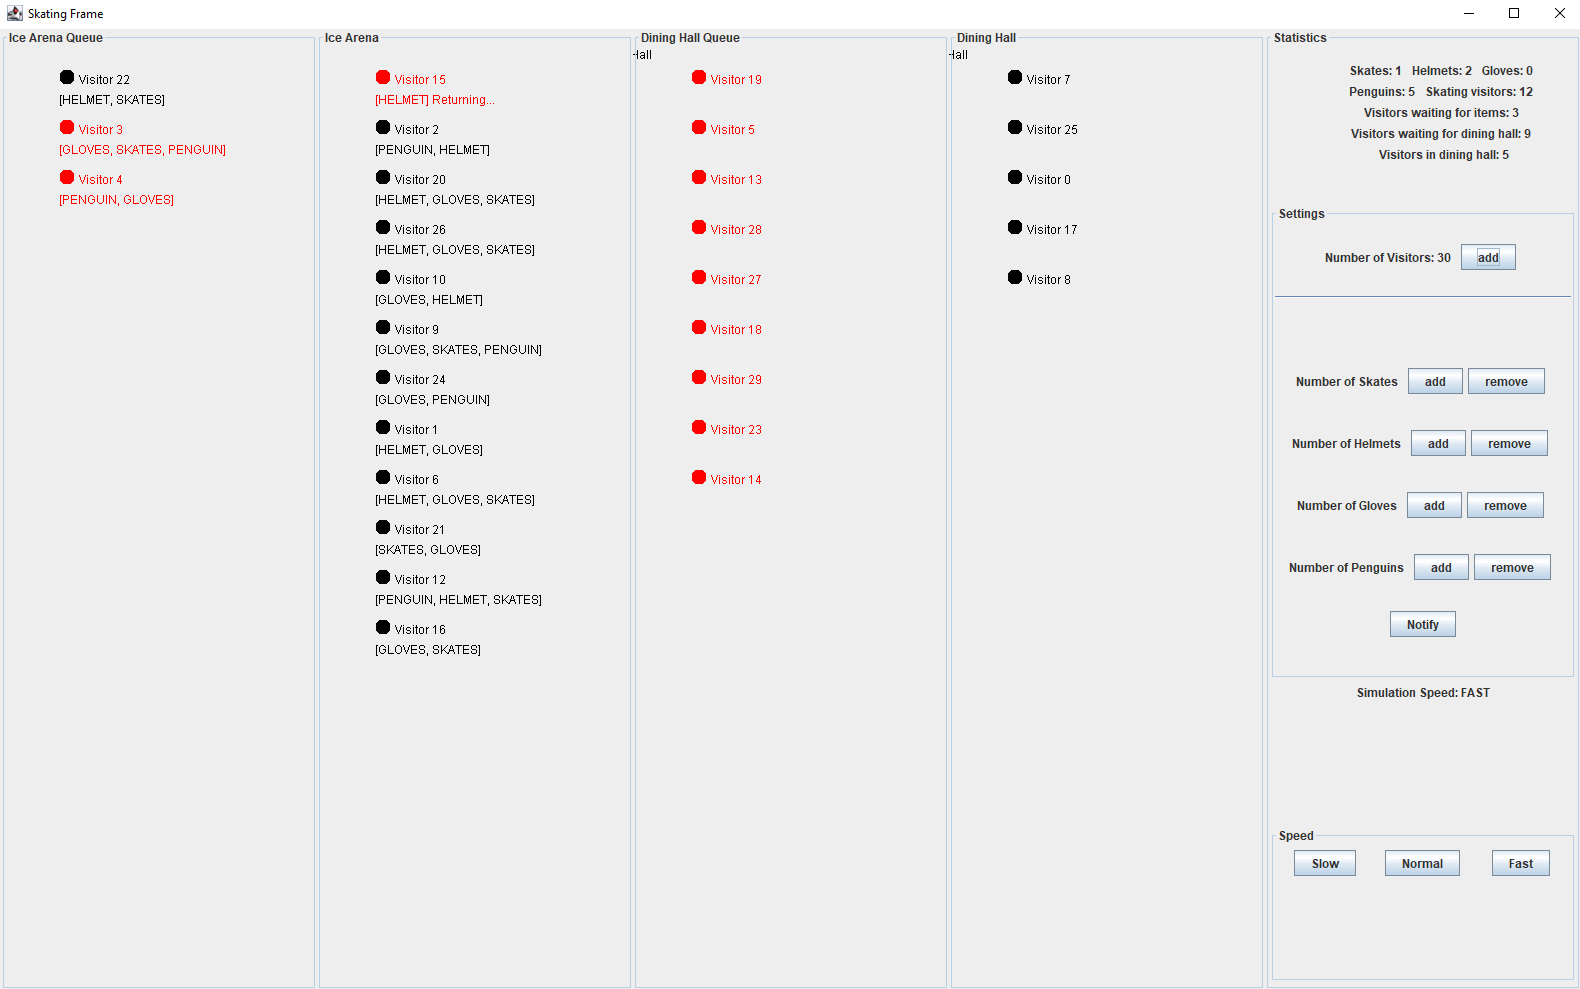 Skating Frame
Ice Arena Queue
Visitor 22
[HELMET, SKATES]
Visitor 3
[GLOVES, SKATES, PENGUIN]
Visitor 4
[PENGUIN, GLOVES]
Ice Arena
Visitor 15
[HELMET] Returning...
Visitor 2
[PENGUIN, HELMET]
Visitor 20
[HELMET, GLOVES, SKATES]
Visitor 26
[HELMET, GLOVES, SKATES]
Visitor 10
[GLOVES, HELMET]
Visitor 9
[GLOVES, SKATES, PENGUIN]
Visitor 24
[GLOVES, PENGUIN]
Visitor 1
[HELMET, GLOVES]
Visitor 6
[HELMET, GLOVES, SKATES]
Visitor 21
[SKATES, GLOVES]
Visitor 12
[PENGUIN, HELMET, SKATES]
Visitor 16
[GLOVES, SKATES]
Dining Hall Queue
Hall
Visitor 19
Visitor 5
Visitor 13
Visitor 28
Visitor 27
Visitor 18
Visitor 29
Visitor 23
Visitor 14
Dining Hall
Hall
Visitor 7
Visitor 25
Visitor 0
Visitor 17
Visitor 8
Statistics
Skates: 1 Helmets: 2 Gloves: 0
Penguins: 5 Skating visitors: 12
Visitors waiting for items: 3
Visitors waiting for dining hall: 9
Visitors in dining hall: 5
Settings
Number of Visitors: 30 add
Number of Skates add remove
Number of Helmets add remove
Number of Gloves add remove
Number of Penguins add remove
Notify
Simulation Speed: FAST
Speed
Slow Normal Fast